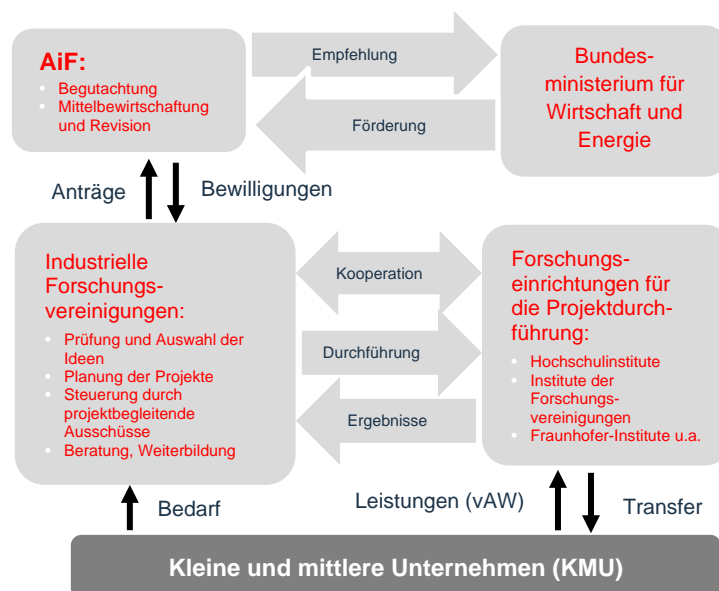 AiF:
• Begutachtung
• Mittelbewirtschaftung
und Revision
Empfehlung
Förderung
Bundes-
ministerium für
Wirtschaft und
Energie
Anträge
Bewilligungen
Industrielle
Forschungs-
vereinigungen:
• Prüfung und Auswahl der
Ideen
• Planung der Projekte
• Steuerung durch
projektbegleitende
Ausschüsse
• Beratung, Weiterbildung
Kooperation
Durchführung
Ergebnisse
Forschungs-
einrichtungen für
die Projektdurch-
führung:
• Hochschulinstitute
• Institute der
Forschungs-
vereinigungen
• Fraunhofer-Institute u.a.
Bedarf
Leistungen (vAW)
Transfer
Kleine und mittlere Unternehmen (KMU)